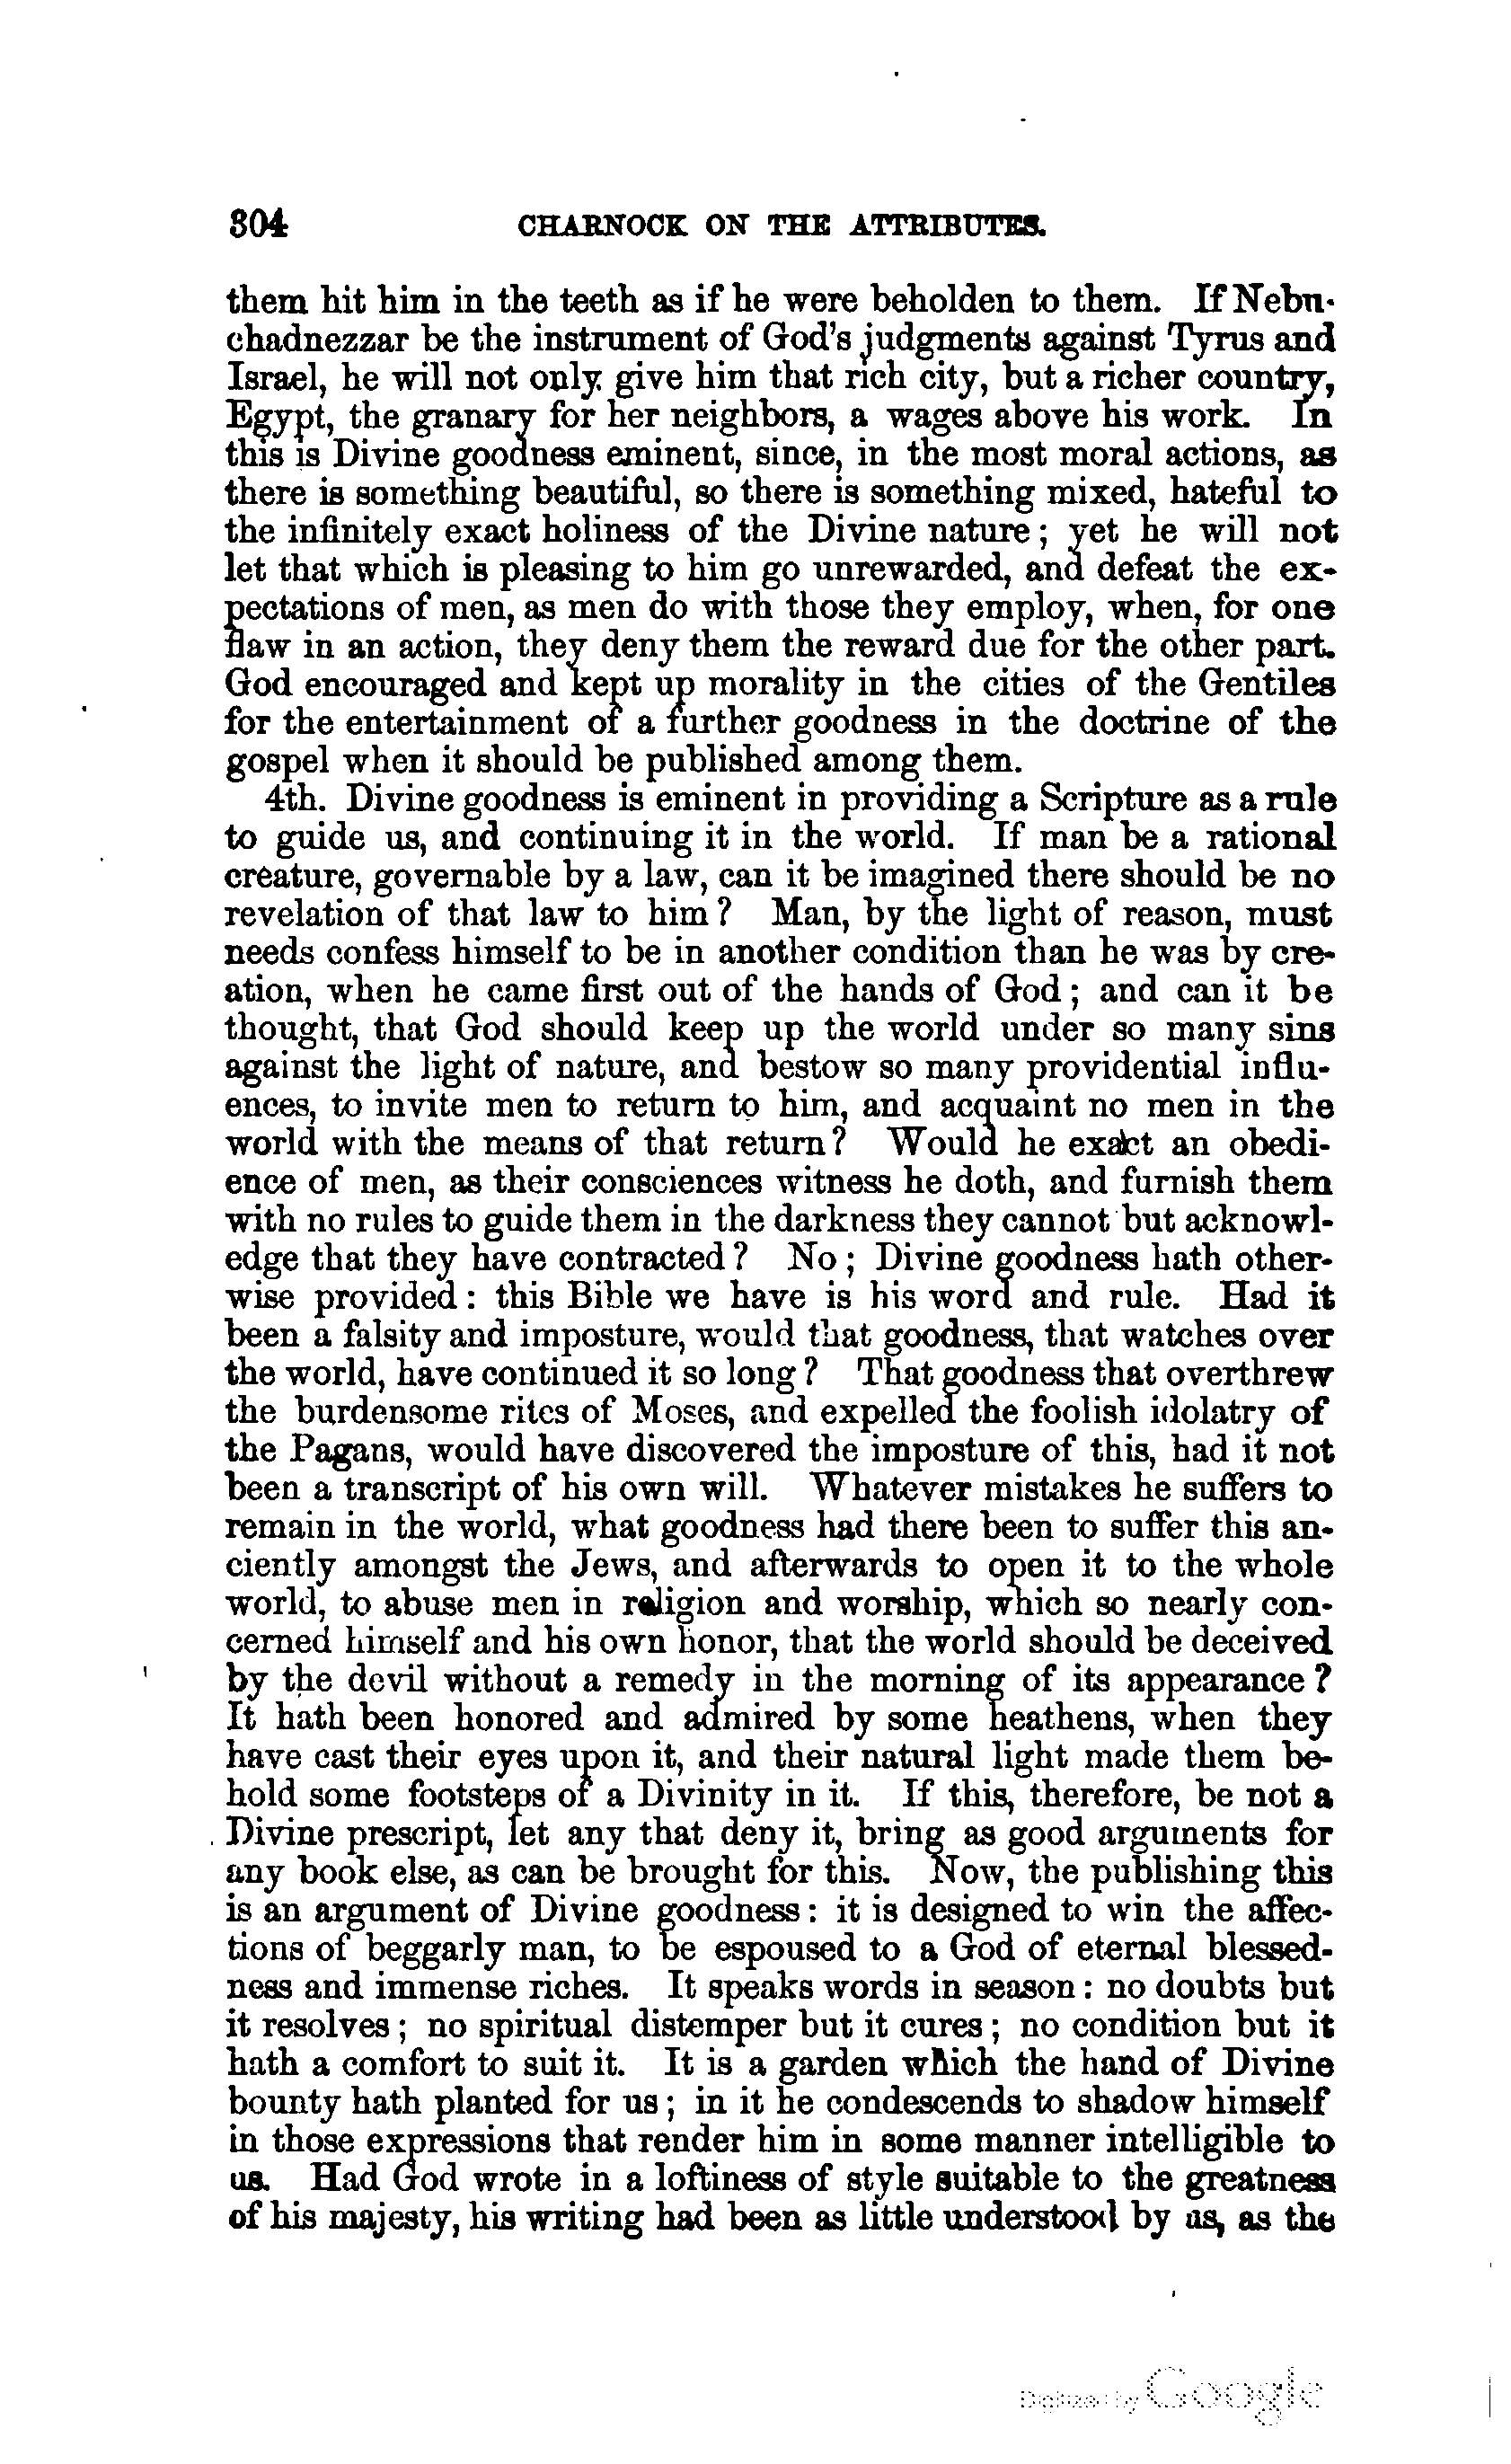 304 CHARNOCK ON THE ATTRIBUTES.
them hit him in the teeth as if he were beholden to them. If Nebu-
chadnezzar be the instrument of God's judgments against Tyrus and
Israel, he will not only give him that rich city, but a richer country,
Egypt, the granary for her neighbors, a wages above his work. In
this is Divine goodness eminent, since, in the most moral actions, as
there is something beautiful, so there is something mixed, hateful to
the infinitely exact holiness of the Divine nature; yet he will not
let that which is pleasing to him go unrewarded, and defeat the ex-
pectations of men, as men do with those they employ, when, for one
flaw in an action, they deny them the reward due for the other part.
God encouraged and kept up morality in the cities of the Gentiles
for the entertainment of a further goodness in the doctrine of the
gospel when it should be published among them.
4th. Divine goodness is eminent in providing a Scripture as a rule
to guide us, and continuing it in the world. If man be a rational
creature, governable by a law, can it be imagined there should be no
revelation of that law to him? Man, by the light of reason, must
needs confess himself to be in another condition than he was by cre-
ation, when he came first out of the hands of God; and can it be
thought, that God should keep up the world under so many sins
against the light of nature, and bestow so many providential influ-
ences, to invite men to return to him, and acquaint no men in the
world with the means of that return? Would he exact an obedi-
ence of men, as their consciences witness he doth, and furnish them
with no rules to guide them in the darkness they cannot but acknowl-
edge that they have contracted? No; Divine goodness hath other-
wise provided: this Bible we have is his word and rule. Had it
been a falsity and imposture, would that goodness, that watches over
the world, have continued it so long? That goodness that overthrew
the burdensome rites of Moses, and expelled the foolish idolatry of
the Pagans, would have discovered the imposture of this, had it not
been a transcript of his own will. Whatever mistakes he suffers to
remain in the world, what goodness had there been to suffer this an-
ciently amongst the Jews, and afterwards to open it to the whole
world, to abuse men in religion and worship, which so nearly con-
cerned himself and his own honor, that the world should be deceived
by the devil without a remedy in the morning of its appearance?
It hath been honored and admired by some heathens, when they
have cast their eyes upon it, and their natural light made them be-
hold some footsteps of a Divinity in it. If this, therefore, be not a
Divine prescript, let any that deny it, bring as good arguments for
any book else, as can be brought for this. Now, the publishing this
is an argument of Divine goodness: it is designed to win the affec-
tions of beggarly man, to be espoused to a God of eternal blessed-
ness and immense riches. It speaks words in season: no doubts but
it resolves; no spiritual distemper but it cures; no condition but it
hath a comfort to suit it. It is a garden which the hand of Divine
bounty hath planted for us; in it he condescends to shadow himself
in those expressions that render him in some manner intelligible to
us. Had God wrote in a loftiness of style suitable to the greatness
of his majesty, his writing had been as little understood by us, as the
Digitized by Google